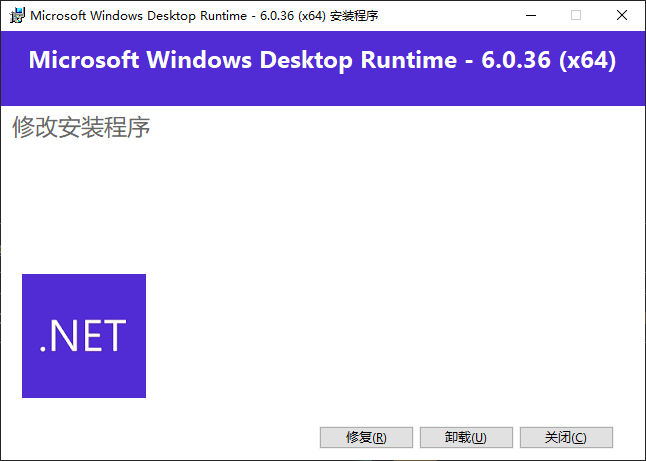 Microsoft Windows Desktop Runtime - 6.0.36 (x64) 安装程序
Microsoft Windows Desktop Runtime - 6.0.36 (x64)
修改安装程序
.NET
修复(R) 卸载(U) 关闭(C)